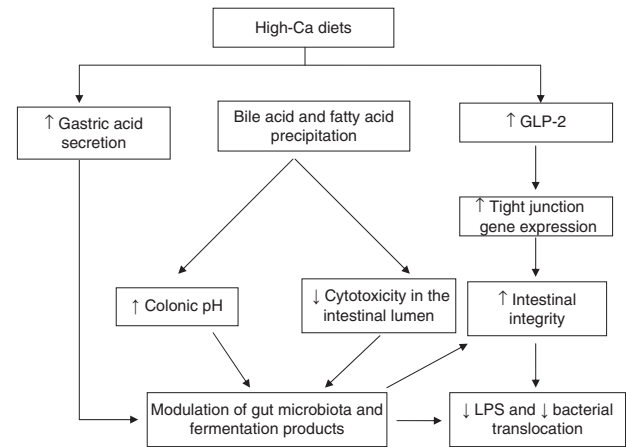 High-Ca diets
↑ Gastric acid
secretion
Bile acid and fatty acid
precipitation
↑ GLP-2
↑ Tight junction
gene expression
↑ Colonic pH
↓ Cytotoxicity in the
intestinal lumen
↑ Intestinal
integrity
Modulation of gut microbiota and
fermentation products
↓ LPS and ↓ bacterial
translocation